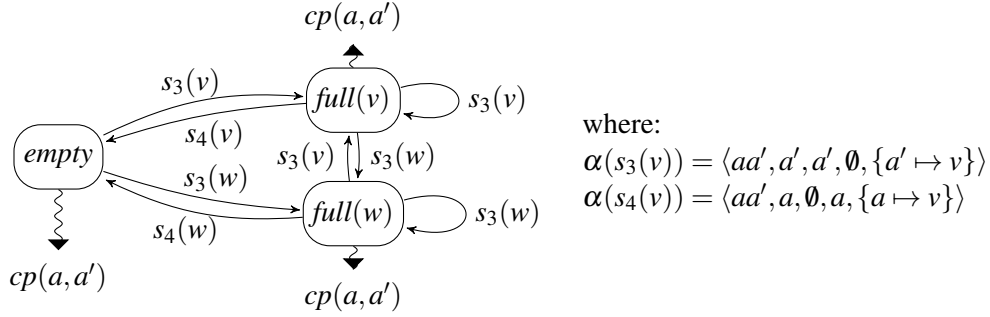 cp(a, a′)
s₃(v)
full(v)
s₃(v)
s₄(v)
where:
empty
s₃(v)
s₃(w)
α(s₃(v)) = ⟨aa′, a′, a′, ∅, {a′ ↦ v}⟩
s₃(w)
α(s₄(v)) = ⟨aa′, a, ∅, a, {a ↦ v}⟩
full(w)
s₃(w)
s₄(w)
cp(a, a′)
cp(a, a′)